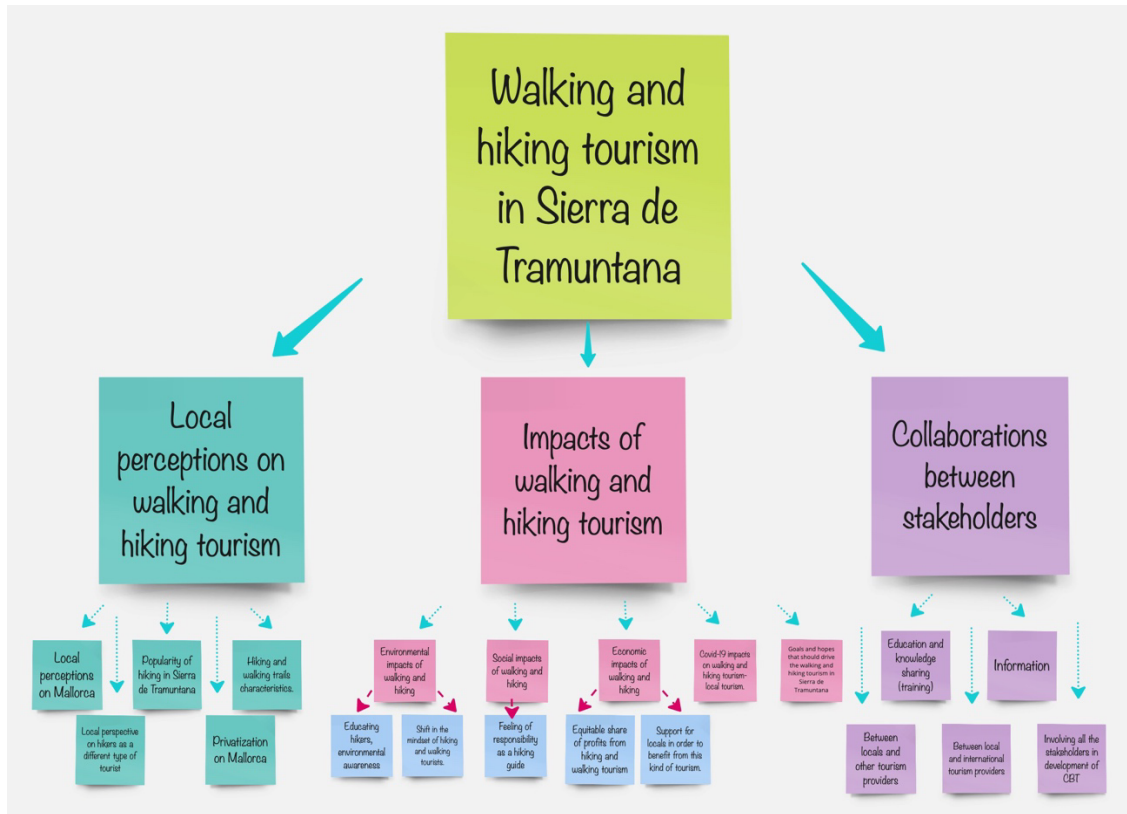 Walking and
hiking tourism
in Sierra de
Tramuntana
Local
perceptions on
walking and
hiking tourism
Impacts of
walking and
hiking tourism
Collaborations
between
stakeholders
Local
perceptions
on Mallorca
Popularity of
hiking in Sierra
de Tramuntana
Hiking and
walking trails
characteristics.
Local perspective
on hikers as a
different type of
tourist
Privatization
on Mallorca
Environmental
impacts of
walking and
hiking
Social impacts
of walking and
hiking
Economic
impacts of
walking and
hiking
Covid-19 impacts
on walking and
hiking tourism-
local tourism.
Goals and hopes
that should drive
the walking and
hiking tourism in
Sierra de
Tramuntana
Educating
hikers,
environmental
awareness
Shift in the
mindset of hiking
and walking
tourists.
Feeling of
responsibility
as a hiking
guide
Equitable share
of profits from
hiking and
walking tourism
Support for
locals in order to
benefit from this
kind of tourism.
Education and
knowledge
sharing
(training)
Information
Between
locals and
other tourism
providers
Between local
and international
tourism providers
Involving all the
stakeholders in
development of
CBT